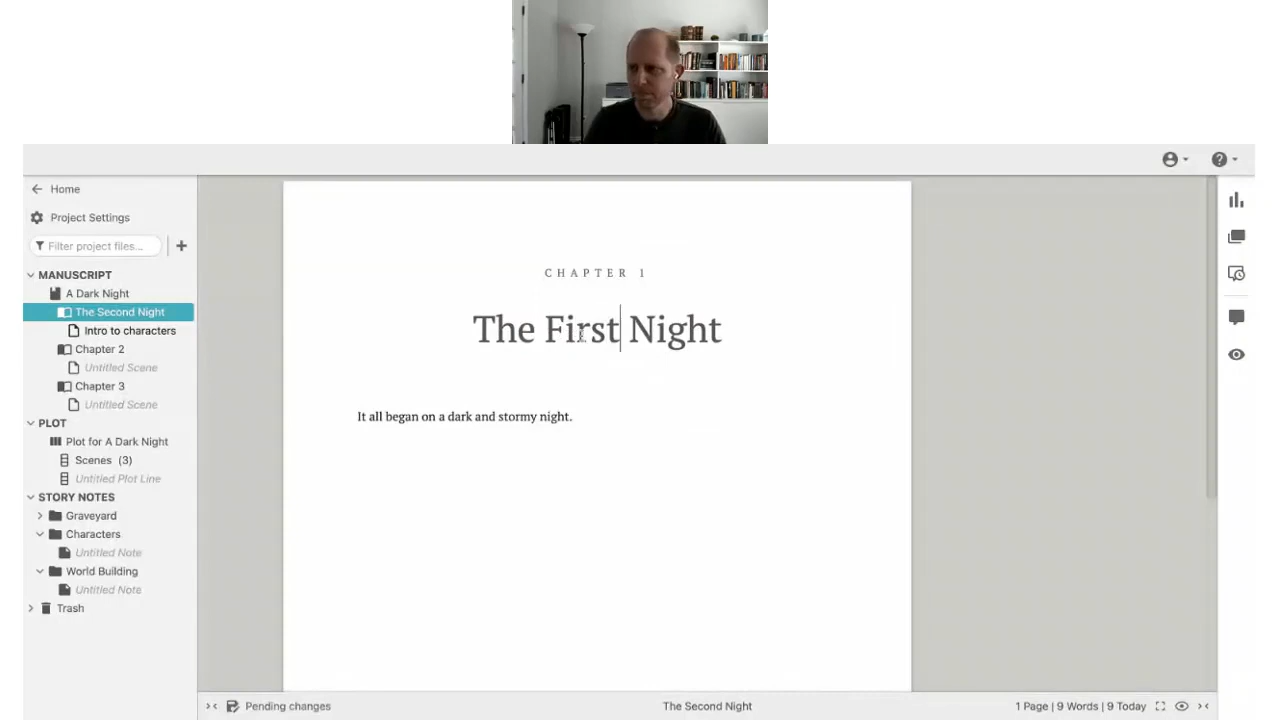 Home
Project Settings
Filter project files...
MANUSCRIPT
A Dark Night
The Second Night
Intro to characters
Chapter 2
Untitled Scene
Chapter 3
Untitled Scene
PLOT
Plot for A Dark Night
Scenes (3)
Untitled Plot Line
STORY NOTES
Graveyard
Characters
Untitled Note
World Building
Untitled Note
Trash
CHAPTER 1
The First Night
It all began on a dark and stormy night.
Pending changes
The Second Night
1 Page | 9 Words | 9 Today